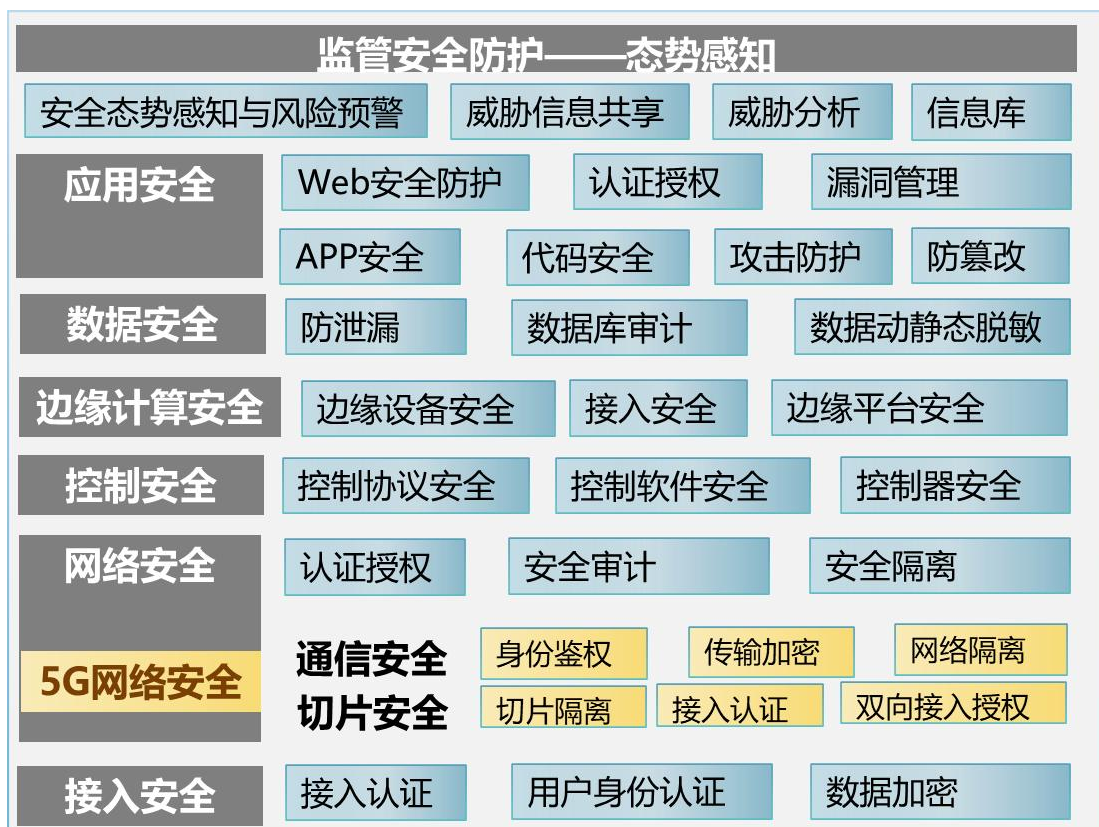 监管安全防护——态势感知
安全态势感知与风险预警 威胁信息共享 威胁分析 信息库
应用安全 Web安全防护 认证授权 漏洞管理
APP安全 代码安全 攻击防护 防篡改
数据安全 防泄漏 数据库审计 数据动静态脱敏
边缘计算安全 边缘设备安全 接入安全 边缘平台安全
控制安全 控制协议安全 控制软件安全 控制器安全
网络安全 认证授权 安全审计 安全隔离
5G网络安全
通信安全 身份鉴权 传输加密 网络隔离
切片安全 切片隔离 接入认证 双向接入授权
接入安全 接入认证 用户身份认证 数据加密